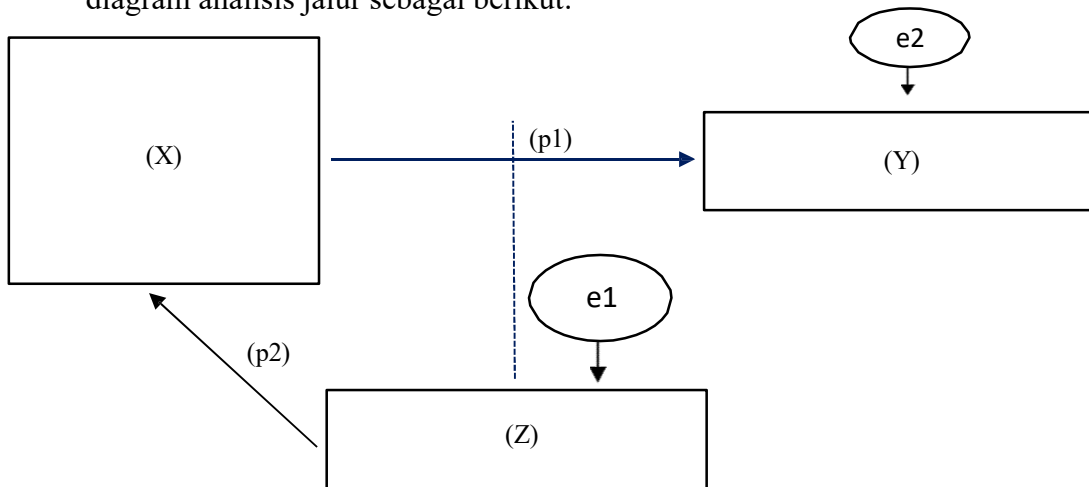 diagram analisis jalur sebagai berikut:
e2
(p1)
(X)
(Y)
e1
(p2)
(Z)